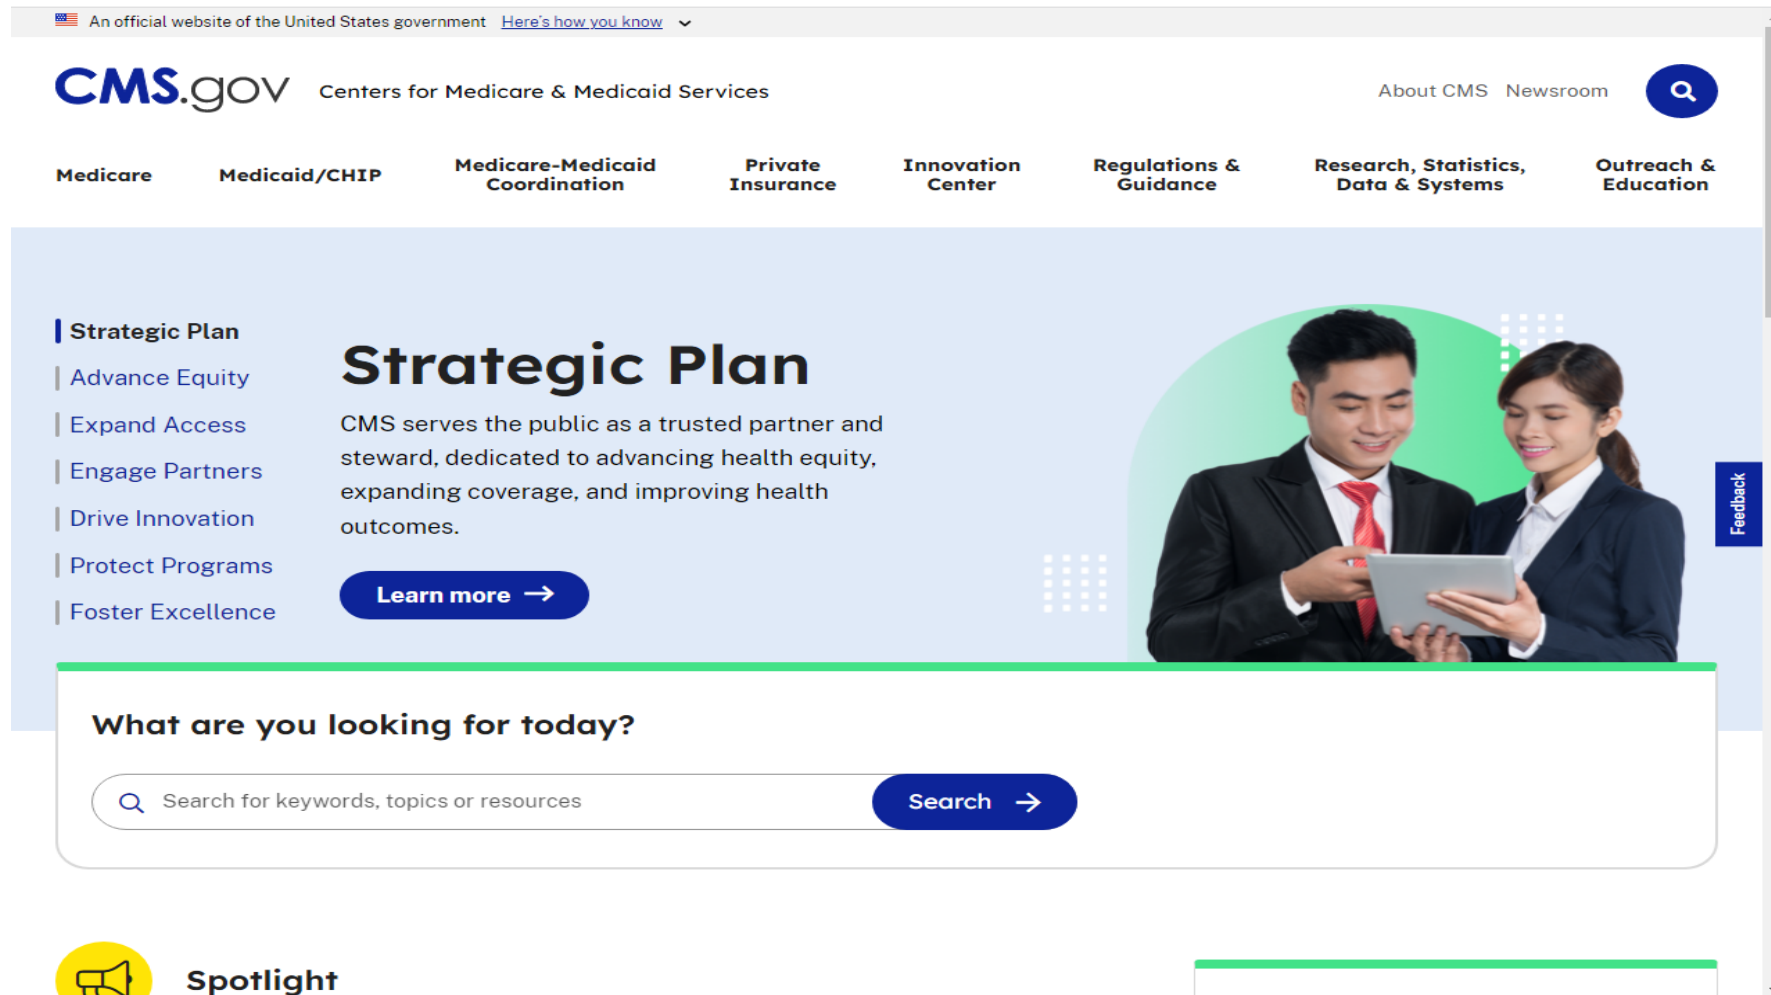 An official website of the United States government Here's how you know
CMS.gov Centers for Medicare & Medicaid Services
About CMS Newsroom
Medicare
Medicaid/CHIP
Medicare-Medicaid
Coordination
Private
Insurance
Innovation
Center
Regulations &
Guidance
Research, Statistics,
Data & Systems
Outreach &
Education
Strategic Plan
Advance Equity
Expand Access
Engage Partners
Drive Innovation
Protect Programs
Foster Excellence
Strategic Plan
CMS serves the public as a trusted partner and
steward, dedicated to advancing health equity,
expanding coverage, and improving health
outcomes.
Learn more
Feedback
What are you looking for today?
Search for keywords, topics or resources
Search
Spotlight